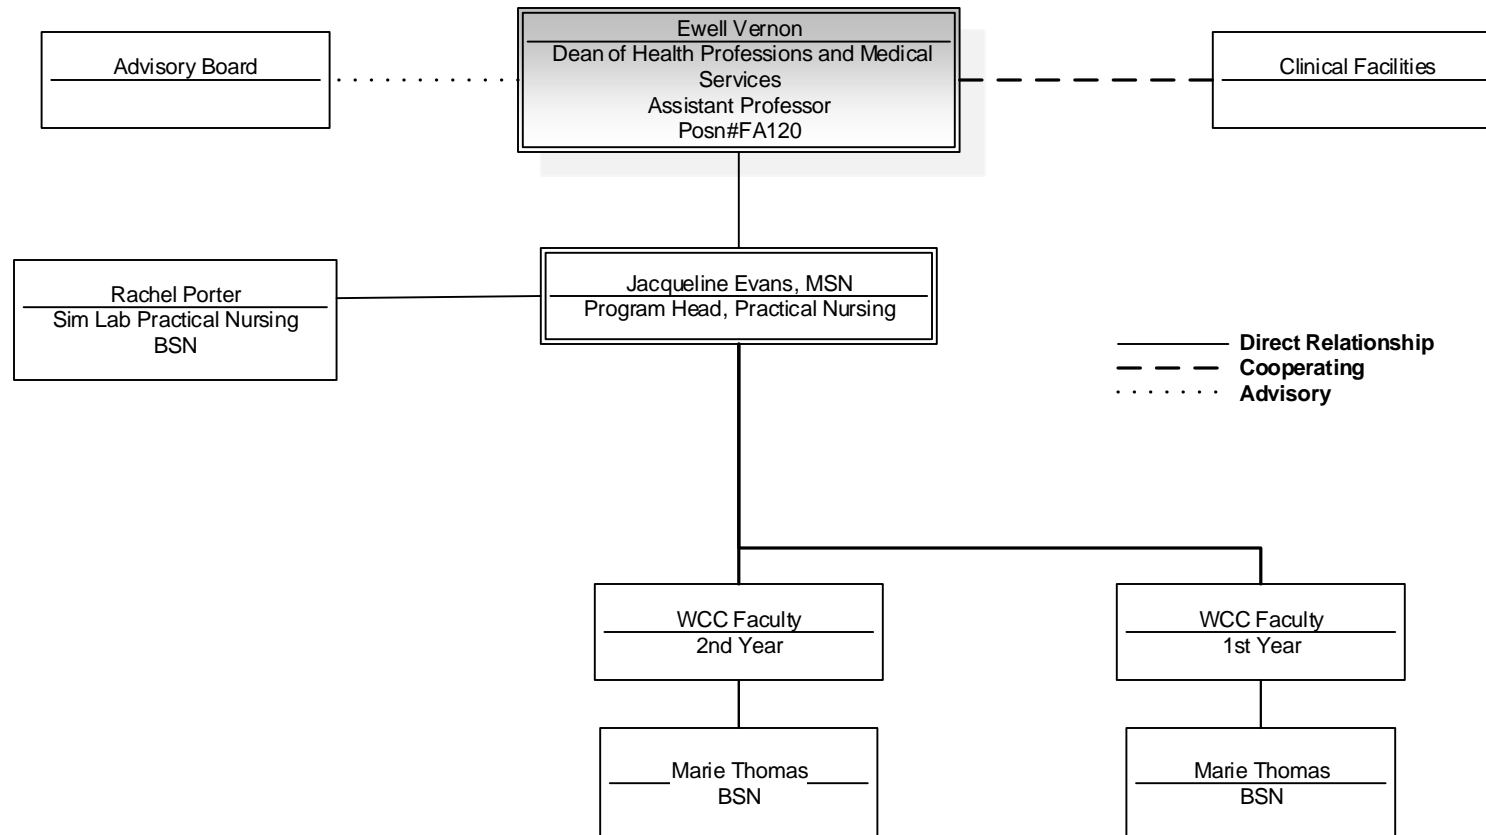 Ewell Vernon
Dean of Health Professions and Medical
Services
Assistant Professor
Posn#FA120
Advisory Board
Clinical Facilities
Rachel Porter
Sim Lab Practical Nursing
BSN
Jacqueline Evans, MSN
Program Head, Practical Nursing
Direct Relationship
Cooperating
Advisory
WCC Faculty
2nd Year
WCC Faculty
1st Year
Marie Thomas
BSN
Marie Thomas
BSN